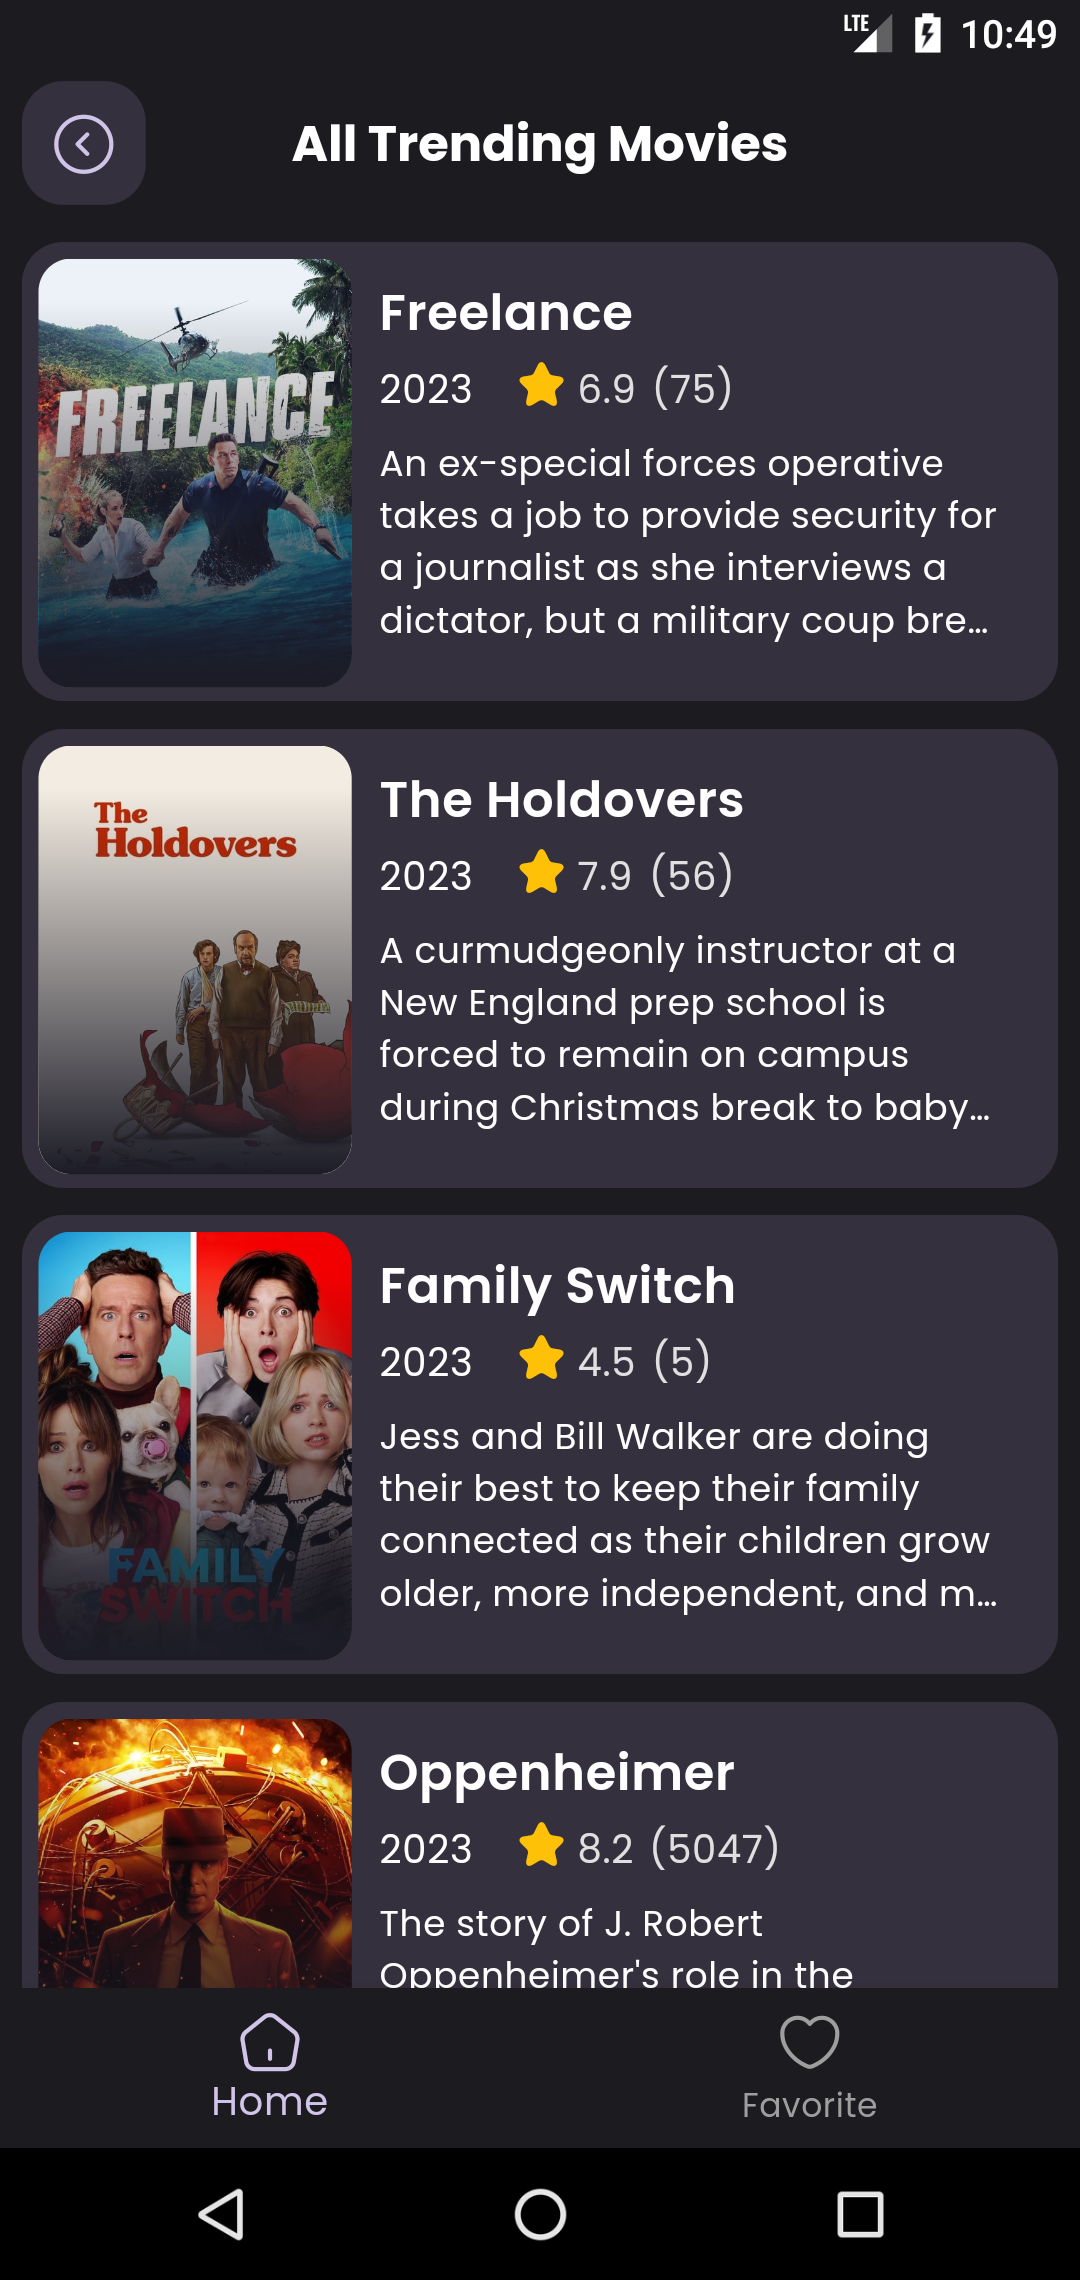 LTE 10:49
All Trending Movies
FREELANCE
Freelance
2023 6.9 (75)
An ex-special forces operative
takes a job to provide security for
a journalist as she interviews a
dictator, but a military coup bre…
The
Holdovers
The Holdovers
2023 7.9 (56)
A curmudgeonly instructor at a
New England prep school is
forced to remain on campus
during Christmas break to baby…
FAMILY
SWITCH
Family Switch
2023 4.5 (5)
Jess and Bill Walker are doing
their best to keep their family
connected as their children grow
older, more independent, and m…
Oppenheimer
2023 8.2 (5047)
The story of J. Robert
Oppenheimer's role in the
Home Favorite